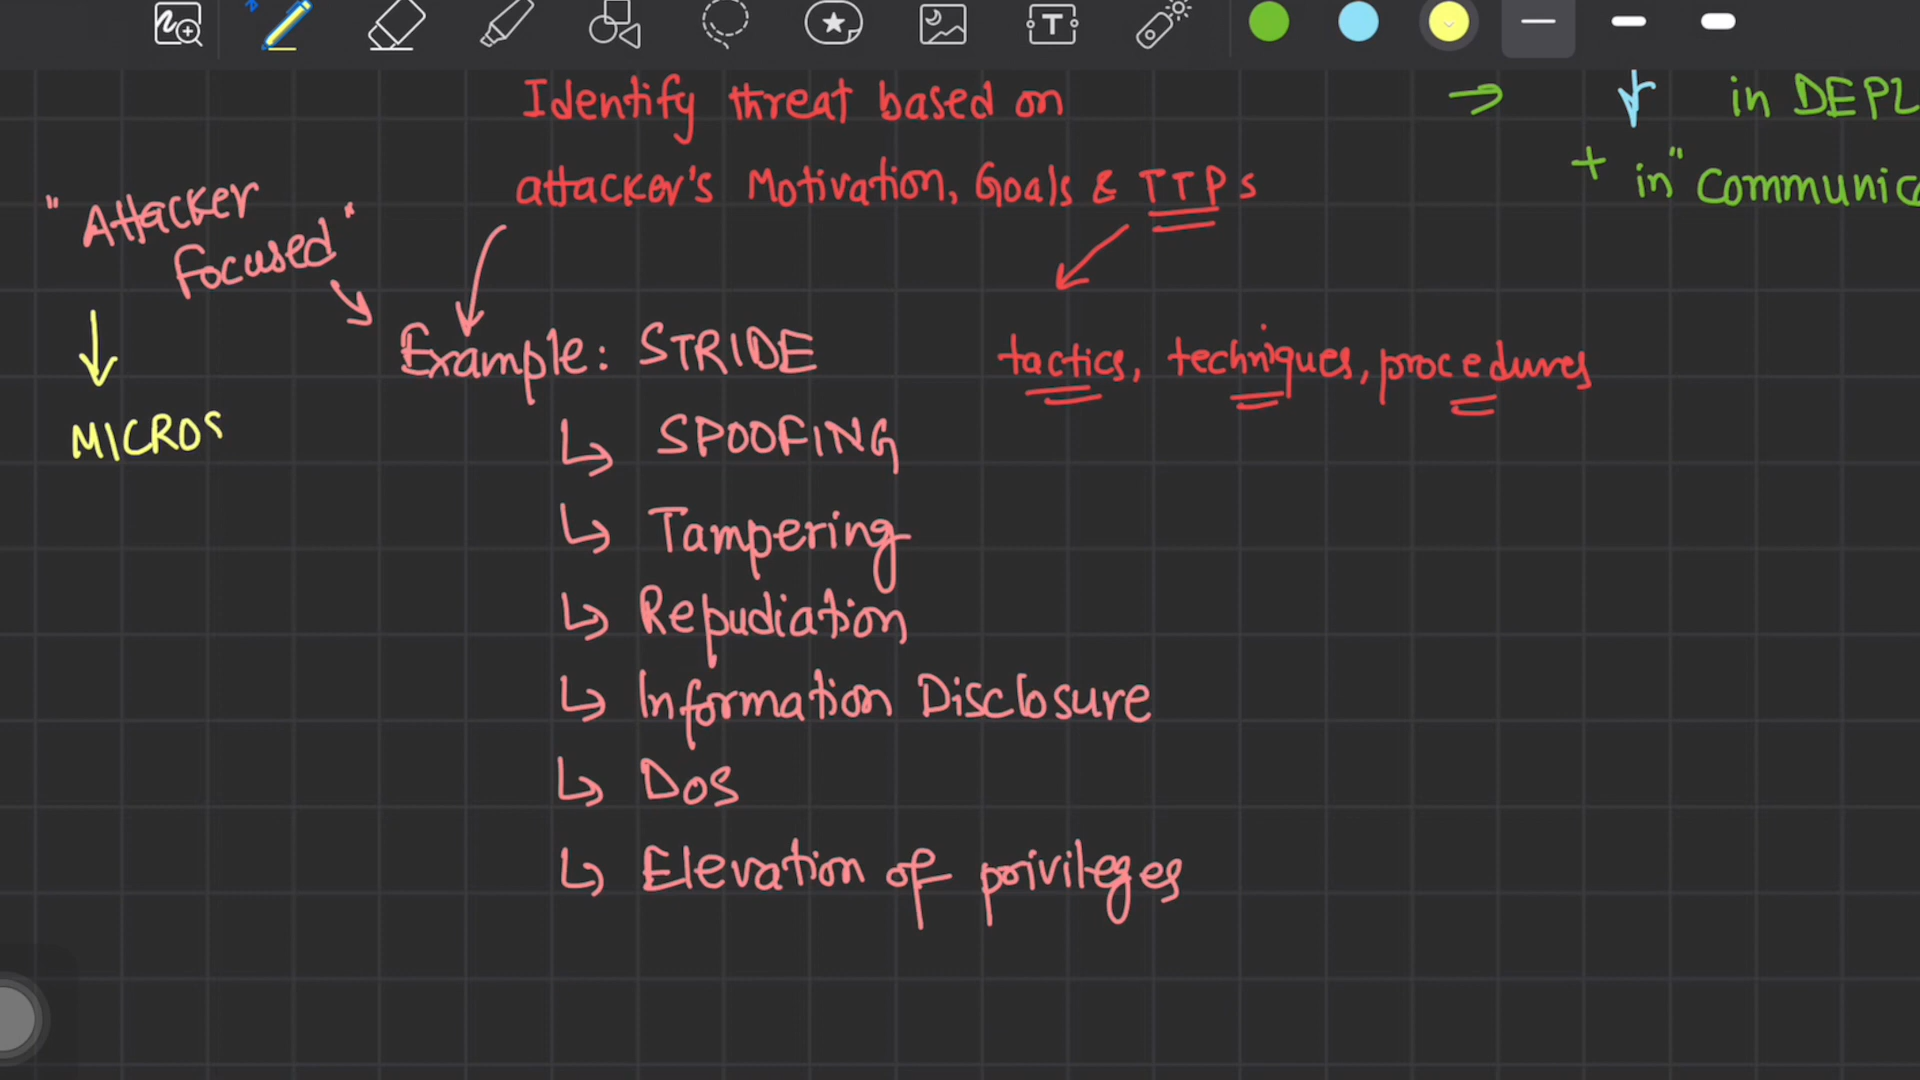 Identify threat based on
attacker's Motivation, Goals & TTPs
"Attacker
Focused"
MICROS
Example: STRIDE
tactics, techniques, procedures
SPOOFING
Tampering
Repudiation
Information Disclosure
DoS
Elevation of privileges
in DEPL
+ in" Communic
T